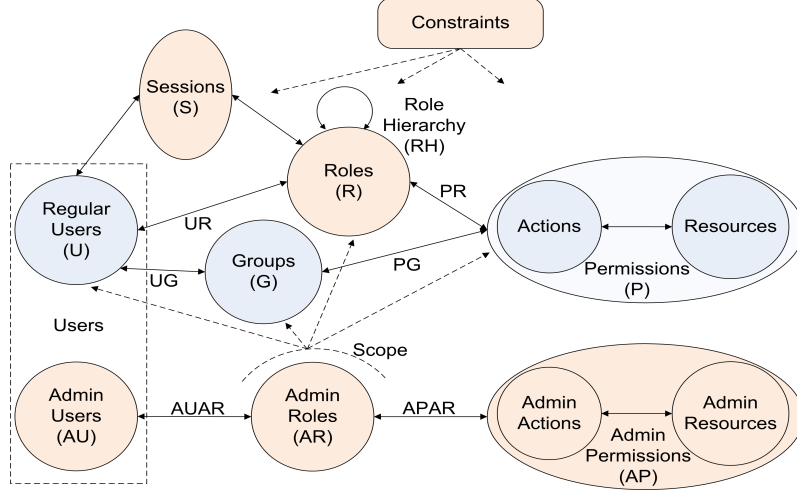 Constraints
Sessions
(S)
Role
Hierarchy
(RH)
Roles
(R)
PR
Regular
Users
(U)
UR
Actions
Resources
Groups
(G)
PG
UG
Permissions
(P)
Users
Scope
Admin
Users
(AU)
AUAR
Admin
Roles
(AR)
APAR
Admin
Actions
Admin
Resources
Admin
Permissions
(AP)